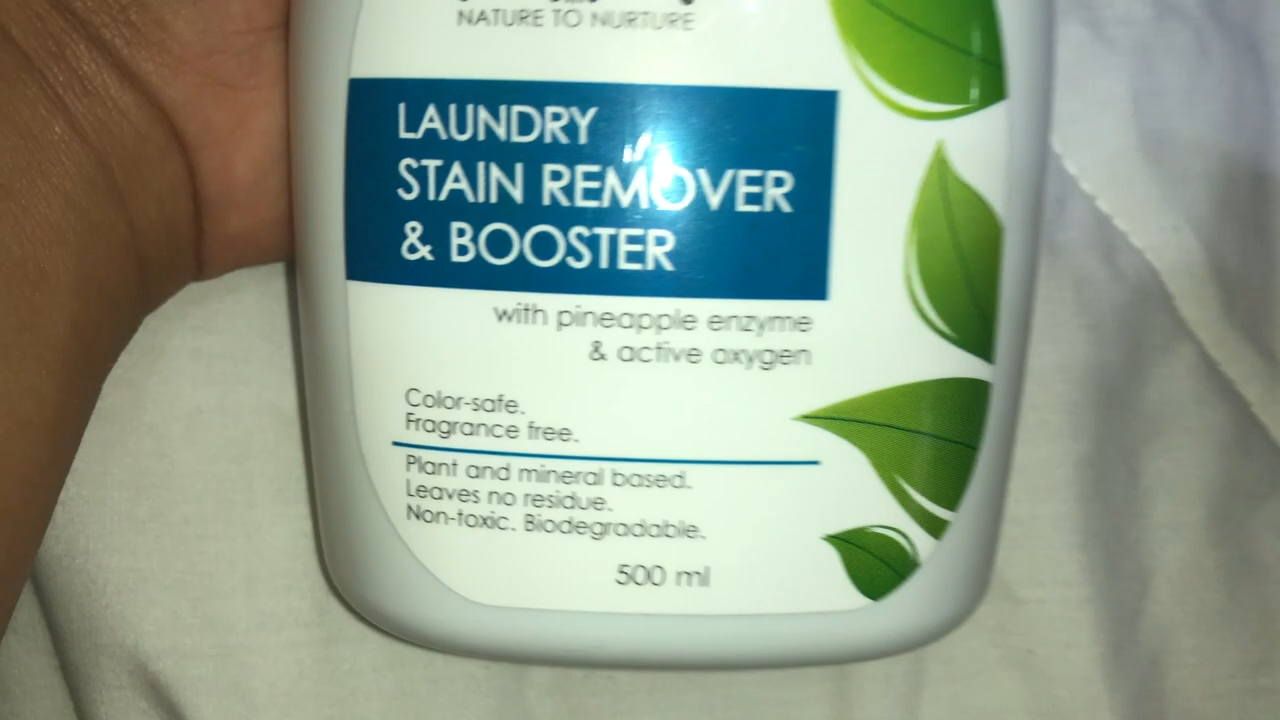 NATURE TO NURTURE
LAUNDRY
STAIN REMOVER
& BOOSTER
with pineapple enzyme
& active oxygen
Color-safe.
Fragrance free.
Plant and mineral based.
Leaves no residue.
Non-toxic. Biodegradable.
500 ml